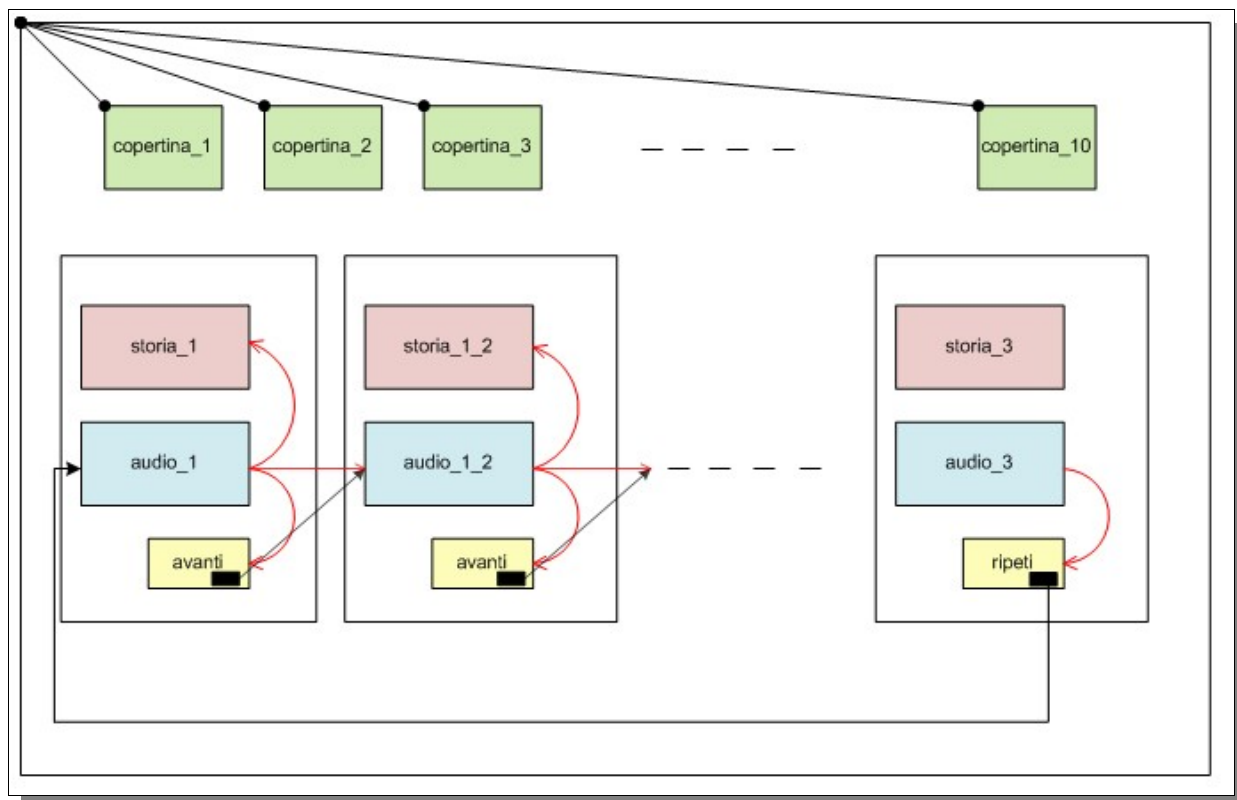 copertina_1
copertina_2
copertina_3
copertina_10
storia_1
storia_1_2
storia_3
audio_1
audio_1_2
audio_3
avanti
avanti
ripeti